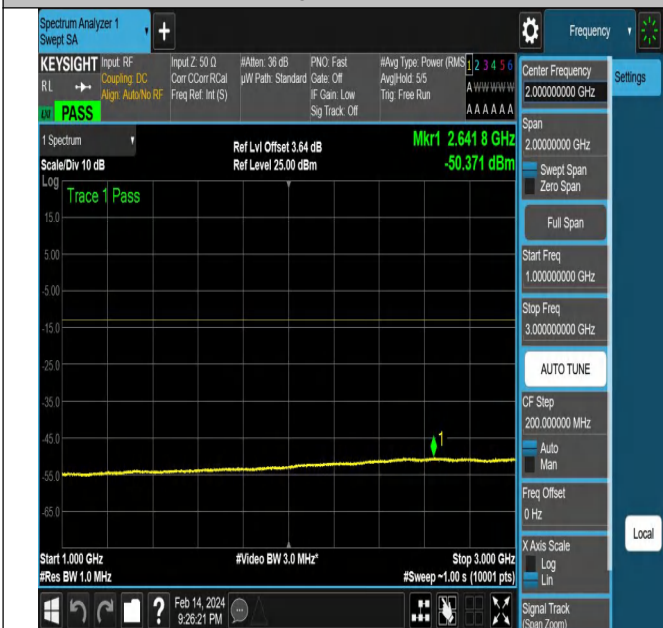 Spectrum Analyzer 1
Swept SA
+
Frequency
KEYSIGHT
RL
PASS
Input: RF
Coupling: DC
Align: Auto/No RF
Input Z: 50 Ω
Corr CCorr RCal
Freq Ref: Int (S)
#Atten: 36 dB
µW Path: Standard
PNO: Fast
Gate: Off
IF Gain: Low
Sig Track: Off
#Avg Type: Power (RMS
Avg|Hold: 5/5
Trig: Free Run
1 2 3 4 5 6
A W W W W W
A A A A A A
1 Spectrum
Scale/Div 10 dB
Ref Lvl Offset 3.64 dB
Ref Level 25.00 dBm
Mkr1 2.641 8 GHz
-50.371 dBm
Log
Trace 1 Pass
15.0
5.00
-5.00
-15.0
-25.0
-35.0
-45.0
-55.0
-65.0
1
Start 1.000 GHz
#Res BW 1.0 MHz
#Video BW 3.0 MHz*
Stop 3.000 GHz
#Sweep ~1.00 s (10001 pts)
Feb 14, 2024
9:26:21 PM
?
Center Frequency
2.000000000 GHz
Span
2.00000000 GHz
Swept Span
Zero Span
Full Span
Start Freq
1.000000000 GHz
Stop Freq
3.000000000 GHz
AUTO TUNE
CF Step
200.000000 MHz
Auto
Man
Freq Offset
0 Hz
X Axis Scale
Log
Lin
Signal Track
(Span Zoom)
Settings
Local